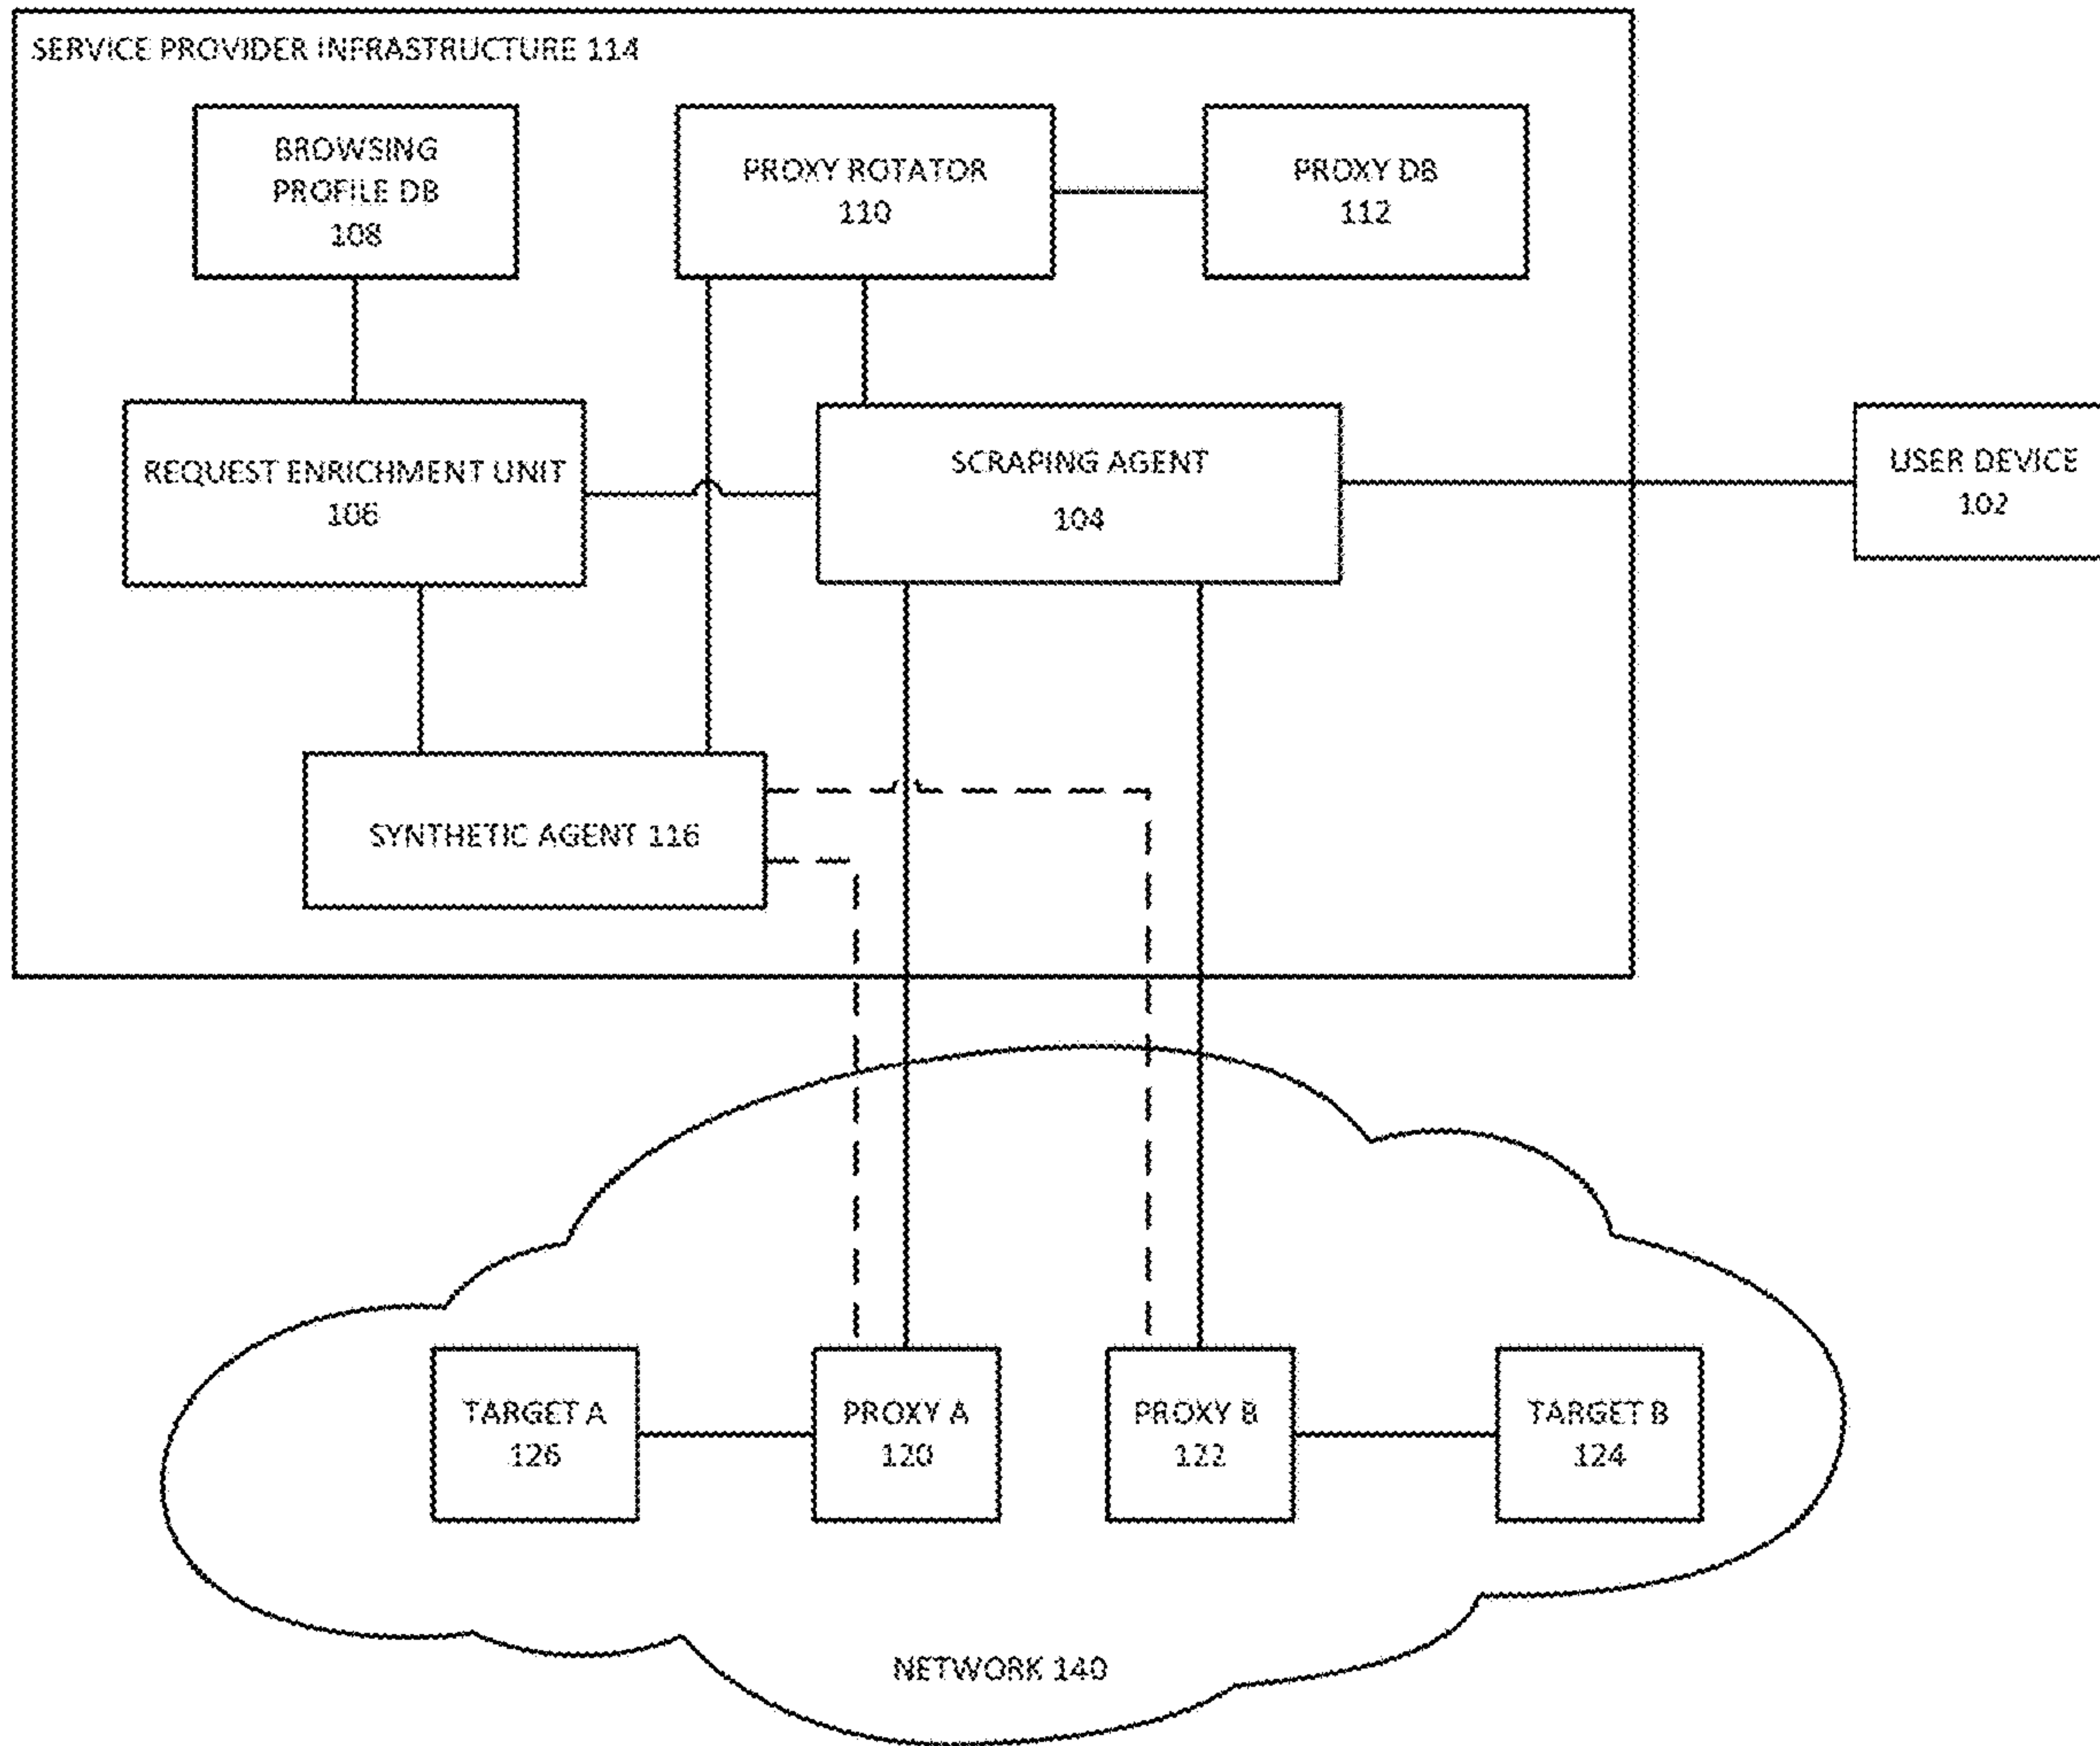 SERVICE PROVIDER INFRASTRUCTURE 114
BROWSING
PROFILE DB
108
PROXY ROTATOR
110
PROXY DB
112
REQUEST ENRICHMENT UNIT
106
SCRAPING AGENT
104
USER DEVICE
102
SYNTHETIC AGENT 116
TARGET A
126
PROXY A
120
PROXY B
122
TARGET B
124
NETWORK 140